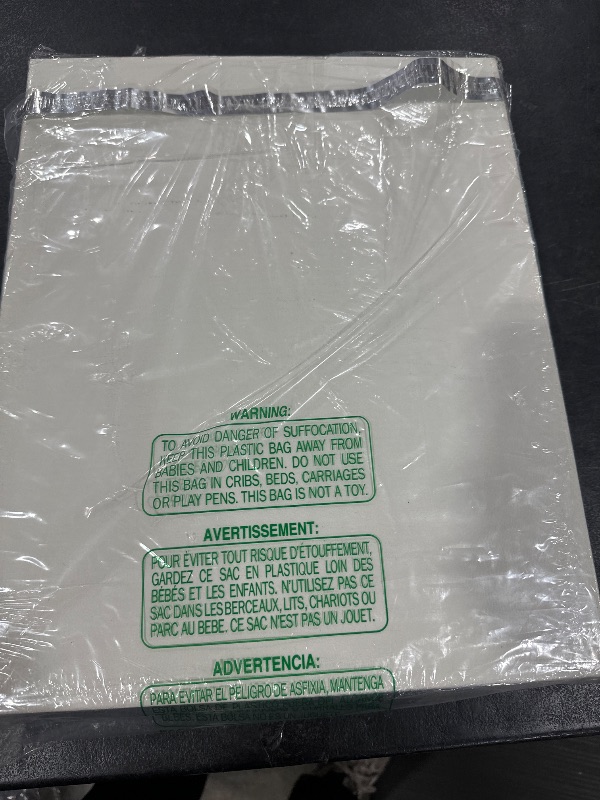 WARNING:
TO AVOID DANGER OF SUFFOCATION,
KEEP THIS PLASTIC BAG AWAY FROM
BABIES AND CHILDREN. DO NOT USE
THIS BAG IN CRIBS, BEDS, CARRIAGES
OR PLAY PENS. THIS BAG IS NOT A TOY.
AVERTISSEMENT:
POUR ÉVITER TOUT RISQUE D'ÉTOUFFEMENT,
GARDEZ CE SAC EN PLASTIQUE LOIN DES
BÉBÉS ET LES ENFANTS. N'UTILISEZ PAS CE
SAC DANS LES BERCEAUX, LITS, CHARIOTS OU
PARC AU BEBE. CE SAC N'EST PAS UN JOUET.
ADVERTENCIA:
PARA EVITAR EL PELIGRO DE ASFIXIA, MANTENGA